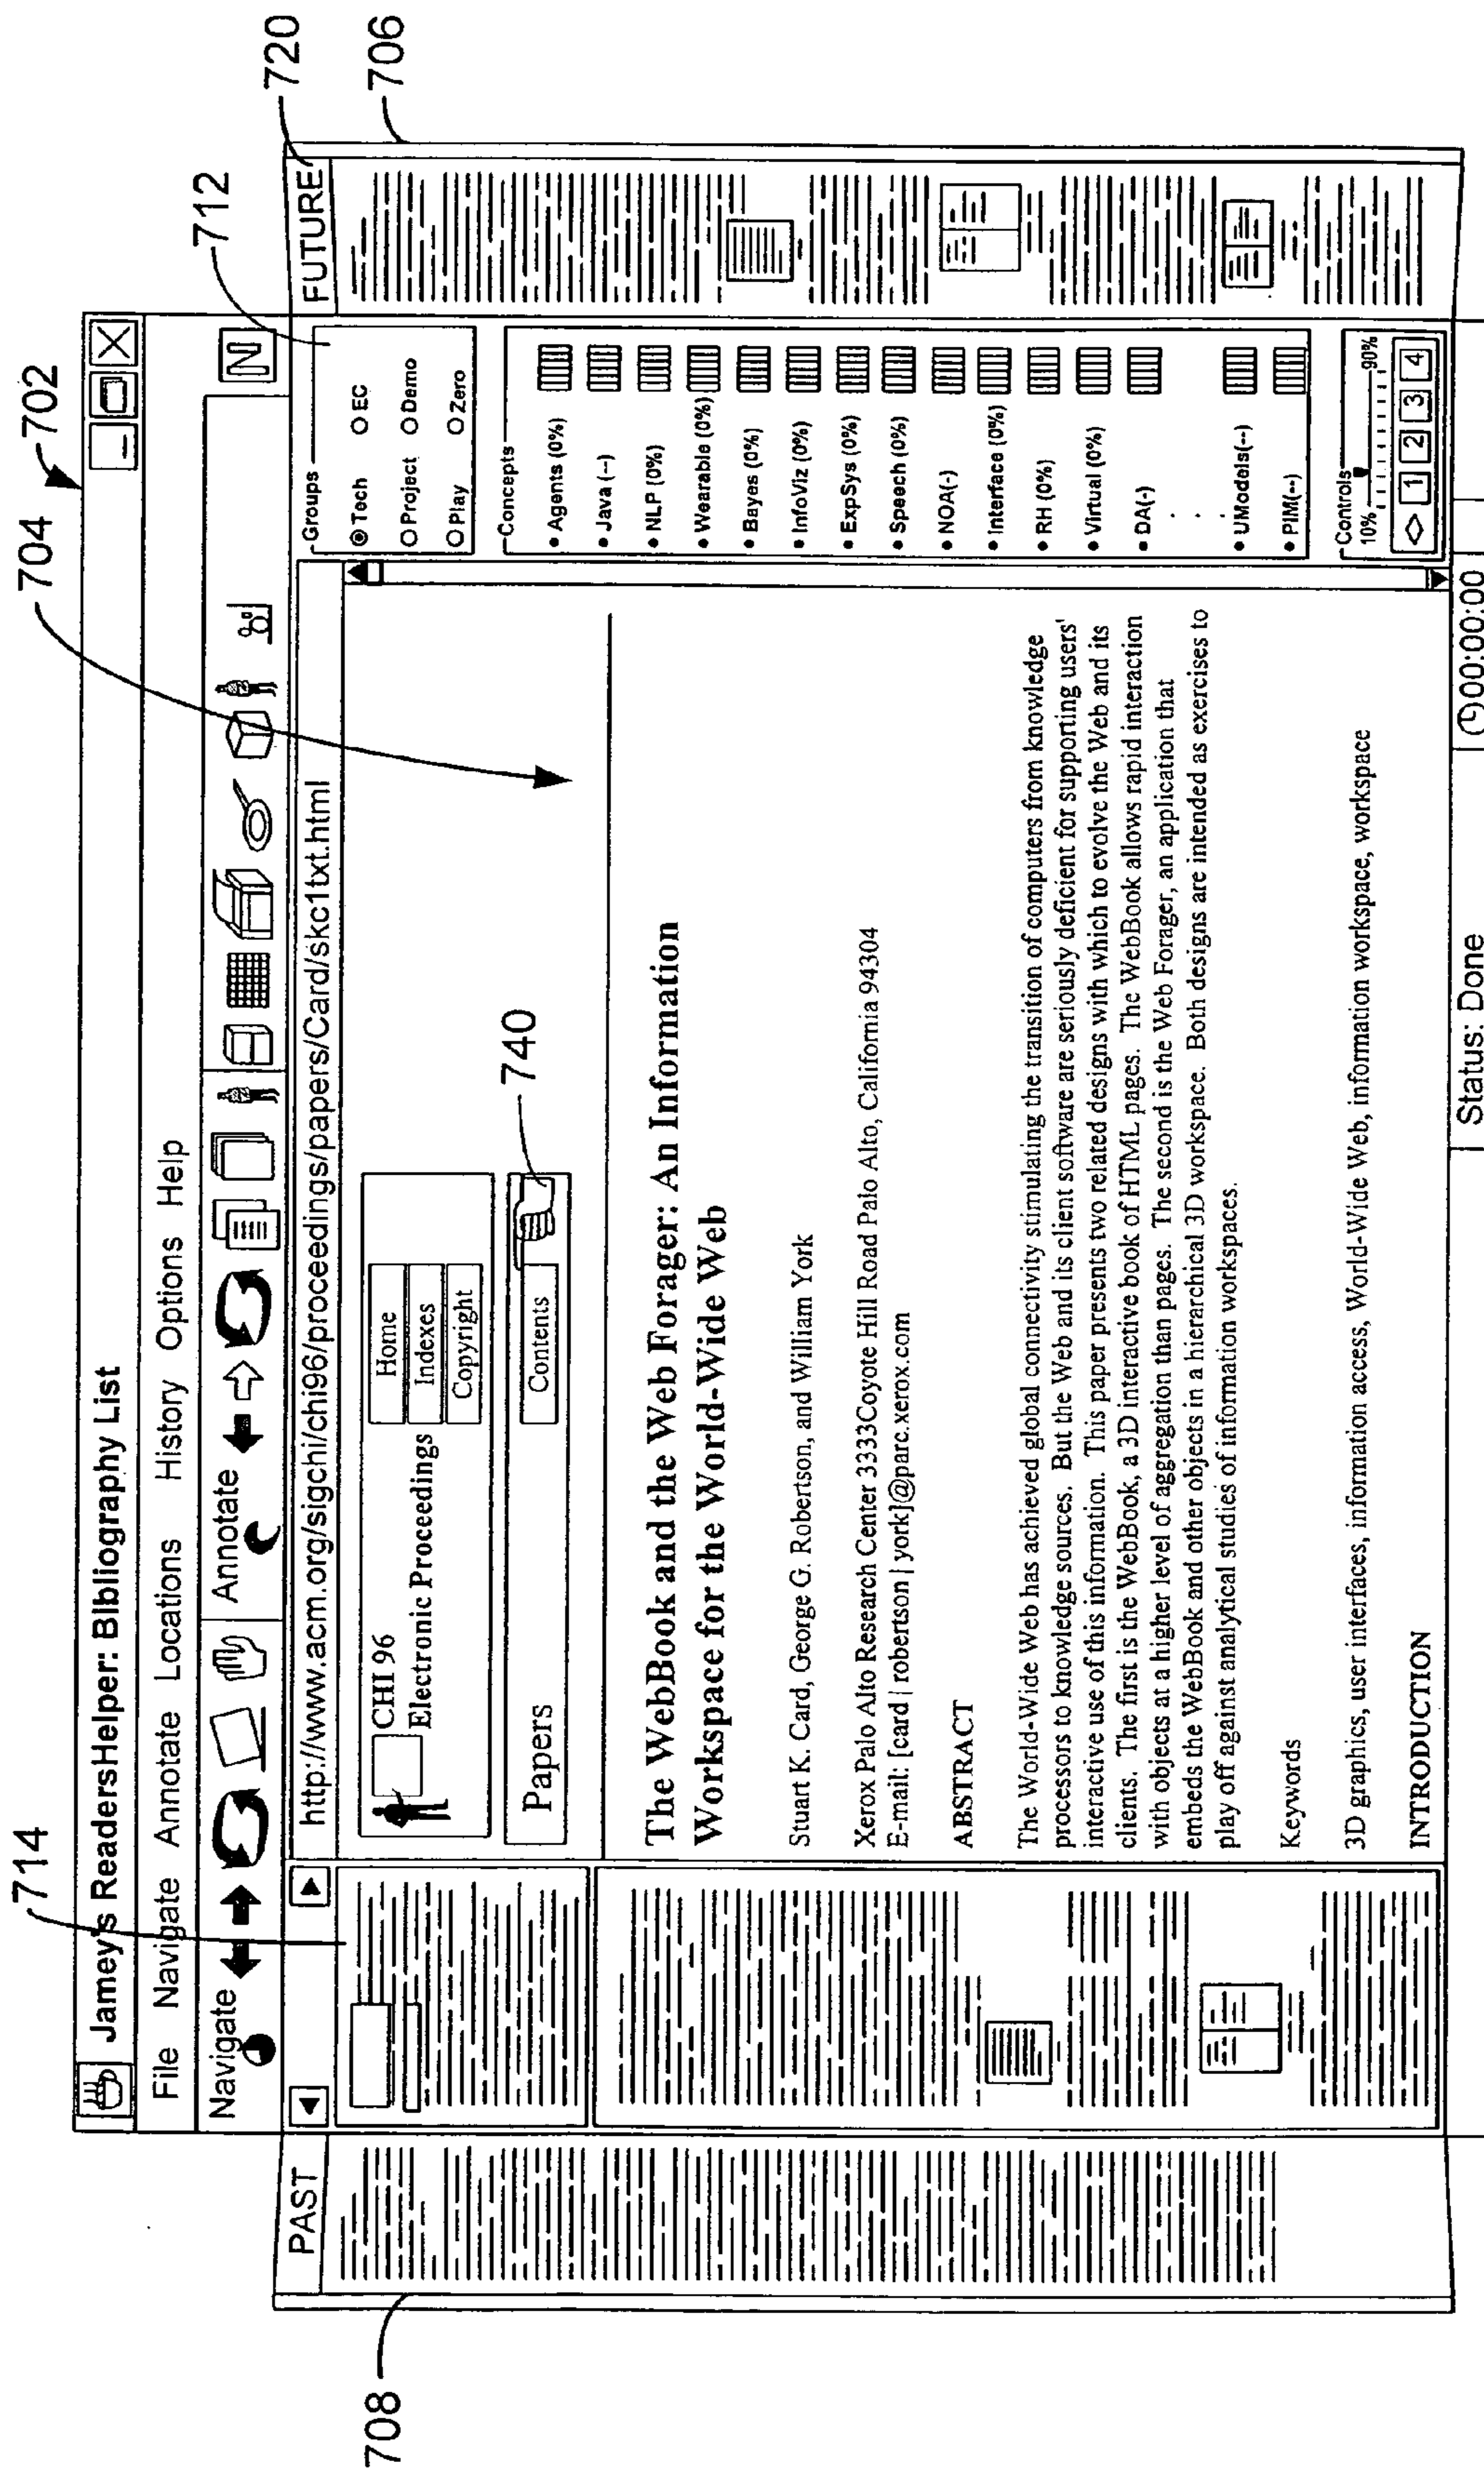 702
704
714
Jamey's ReadersHelper: BIbliography List
File Navigate Annotate Locations History Options Help
Navigate
Annotate
N
712
720
706
708
PAST
http://www.acm.org/sigchi/chi96/proceedings/papers/Card/skc1txt.html
FUTURE
CHI 96
Electronic Proceedings
Home
Indexes
Copyright
Papers
Contents
740
The WebBook and the Web Forager: An Information
Workspace for the World-Wide Web
Stuart K. Card, George G. Robertson, and William York
Xerox Palo Alto Research Center 3333Coyote Hill Road Palo Alto, California 94304
E-mail: [card | robertson | york]@parc.xerox.com
ABSTRACT
The World-Wide Web has achieved global connectivity stimulating the transition of computers from knowledge
processors to knowledge sources. But the Web and its client software are seriously deficient for supporting users'
interactive use of this information. This paper presents two related designs with which to evolve the Web and its
clients. The first is the WebBook, a 3D interactive book of HTML pages. The WebBook allows rapid interaction
with objects at a higher level of aggregation than pages. The second is the Web Forager, an application that
embeds the WebBook and other objects in a hierarchical 3D workspace. Both designs are intended as exercises to
play off against analytical studies of information workspaces.
Keywords
3D graphics, user interfaces, information access, World-Wide Web, information workspace, workspace
INTRODUCTION
Groups
Tech EC
Project Demo
Play Zero
Concepts
• Agents (0%)
• Java (--)
• NLP (0%)
• Wearable (0%)
• Bayes (0%)
• InfoViz (0%)
• ExpSys (0%)
• Speech (0%)
• NOA(-)
• Interface (0%)
• RH (0%)
• Virtual (0%)
• DA(-)
• UModels(--)
• PIM(--)
Controls
10% 90%
<> 1 2 3 4
Status: Done
00:00:00